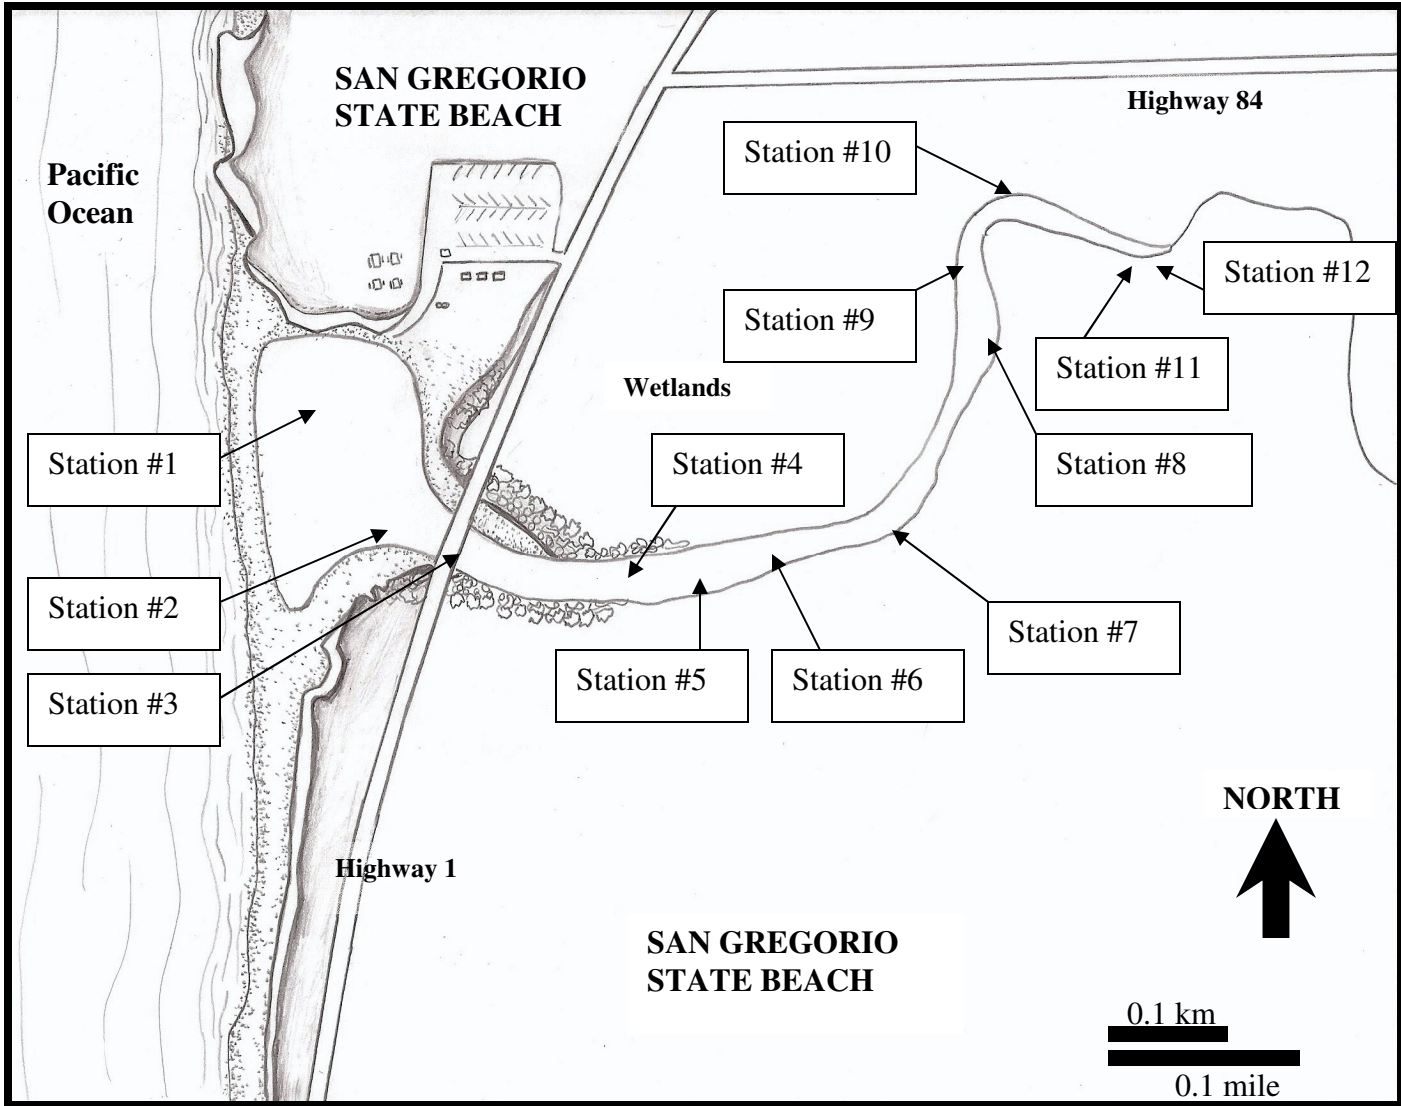 SAN GREGORIO
STATE BEACH
Highway 84
Station #10
Pacific
Ocean
Station #12
Station #9
Station #11
Wetlands
Station #1
Station #4
Station #8
Station #2
Station #7
Station #5
Station #6
Station #3
NORTH
Highway 1
SAN GREGORIO
STATE BEACH
0.1 km
0.1 mile